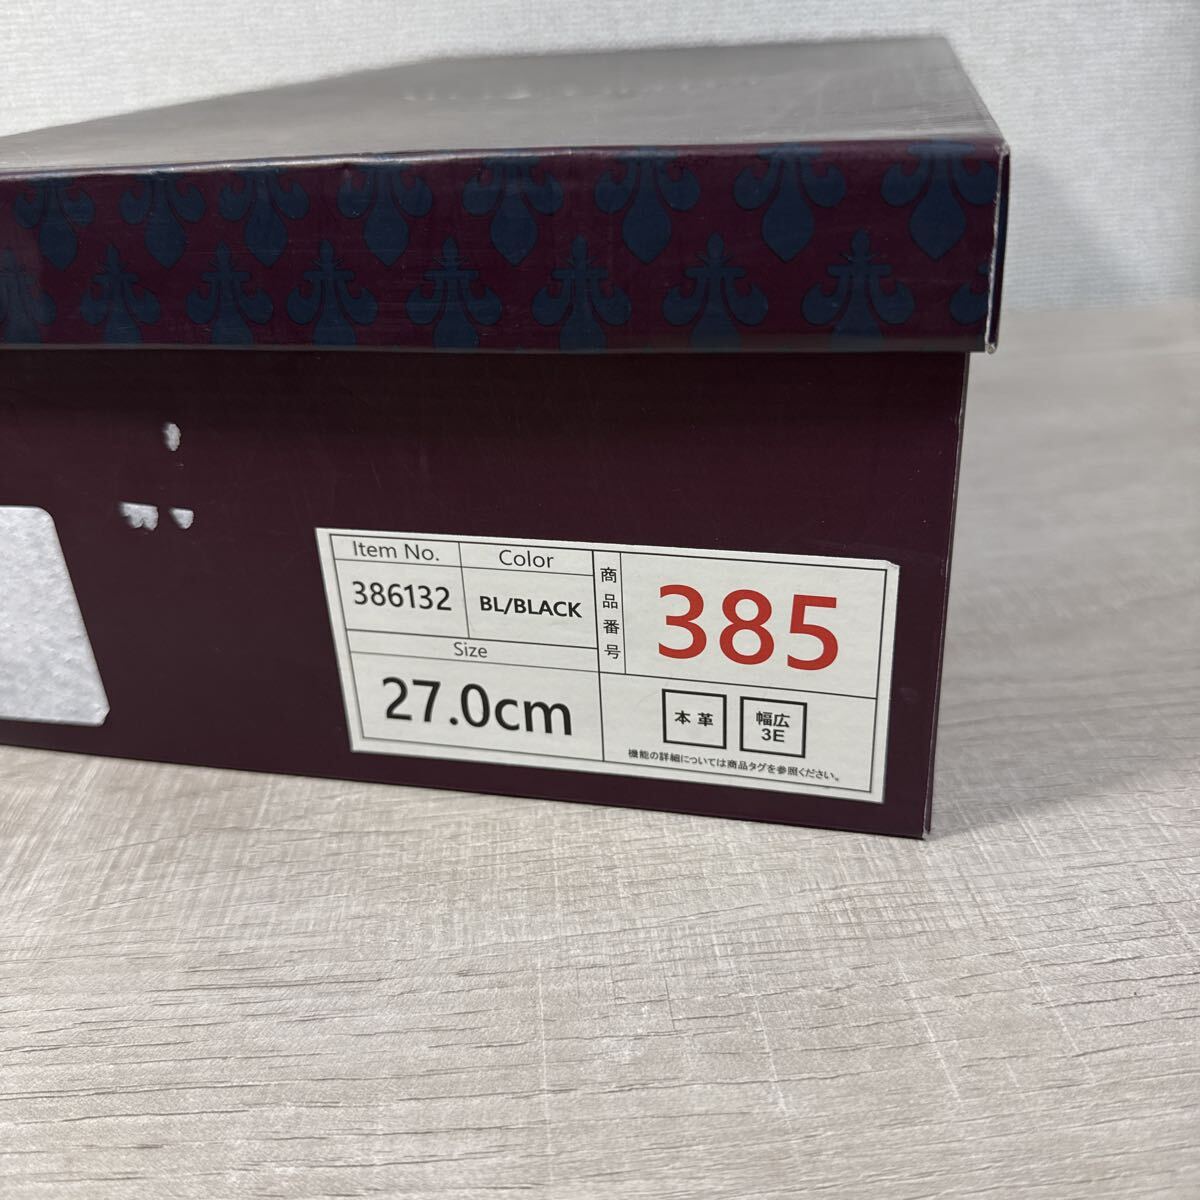 Item No.
Color
386132
BL/BLACK
商品番号
385
Size
27.0cm
本革
幅広
3E
機能の詳細については商品タグを参照ください。